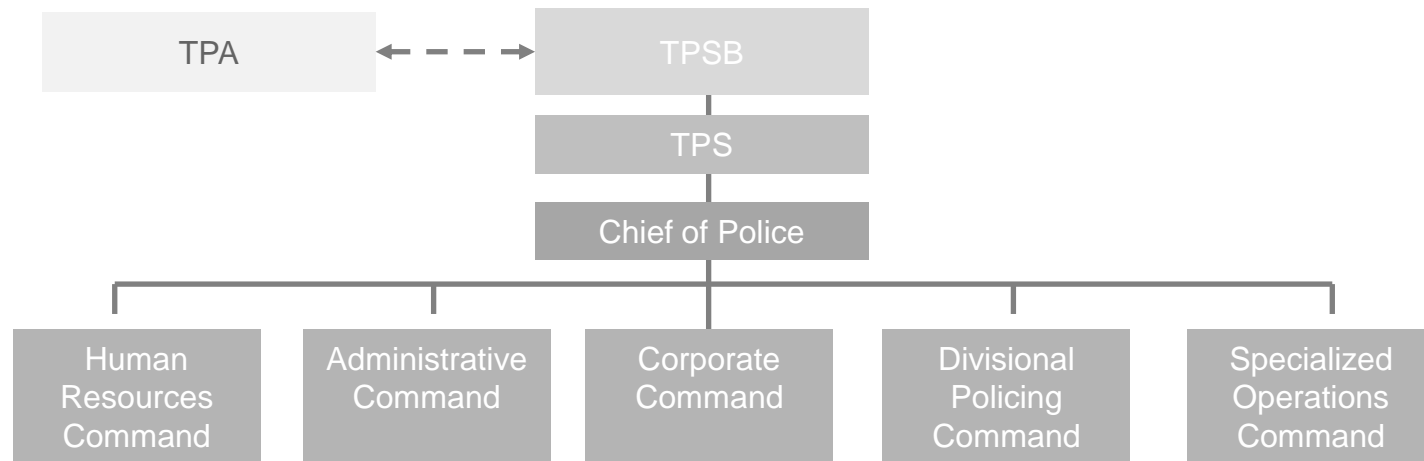 TPA
TPSB
TPS
Chief of Police
Human
Resources
Command
Administrative
Command
Corporate
Command
Divisional
Policing
Command
Specialized
Operations
Command